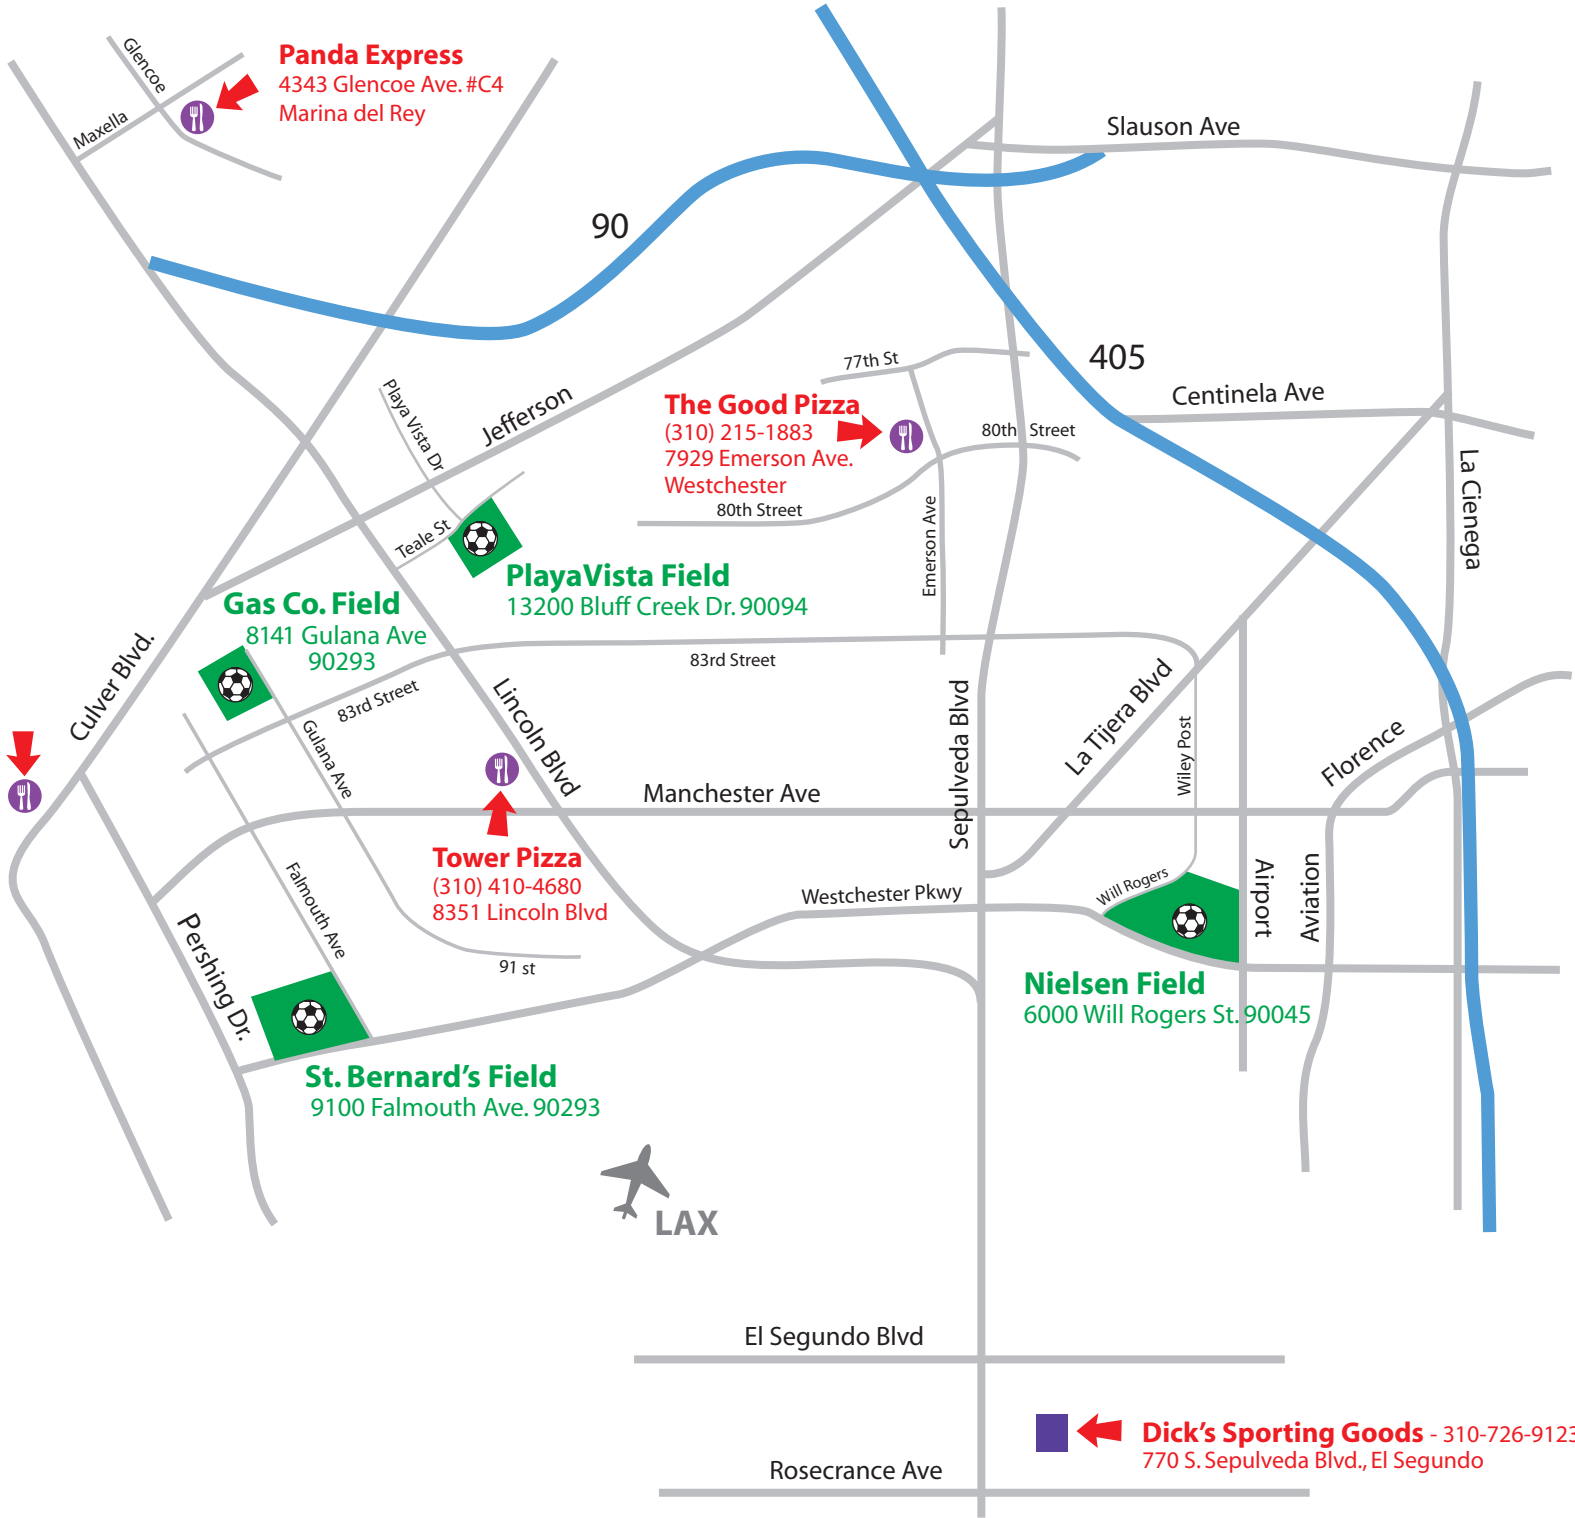 Glencoe
Maxella
Panda Express
4343 Glencoe Ave. #C4
Marina del Rey
Slauson Ave
90
405
77th St
Playa Vista Dr
Jefferson
The Good Pizza
(310) 215-1883
7929 Emerson Ave.
Westchester
80th Street
80th Street
Centinela Ave
La Cienega
Teale St
Emerson Ave
PlayaVista Field
13200 Bluff Creek Dr. 90094
Gas Co. Field
8141 Gulana Ave
90293
Culver Blvd.
83rd Street
83rd Street
Gulana Ave
Lincoln Blvd
Sepulveda Blvd
La Tijera Blvd
Wiley Post
Florence
Manchester Ave
Tower Pizza
(310) 410-4680
8351 Lincoln Blvd
Falmouth Ave
Pershing Dr.
91 st
Westchester Pkwy
Will Rogers
Airport
Aviation
Nielsen Field
6000 Will Rogers St. 90045
St. Bernard's Field
9100 Falmouth Ave. 90293
LAX
El Segundo Blvd
Dick's Sporting Goods - 310-726-9123
770 S. Sepulveda Blvd., El Segundo
Rosecrance Ave